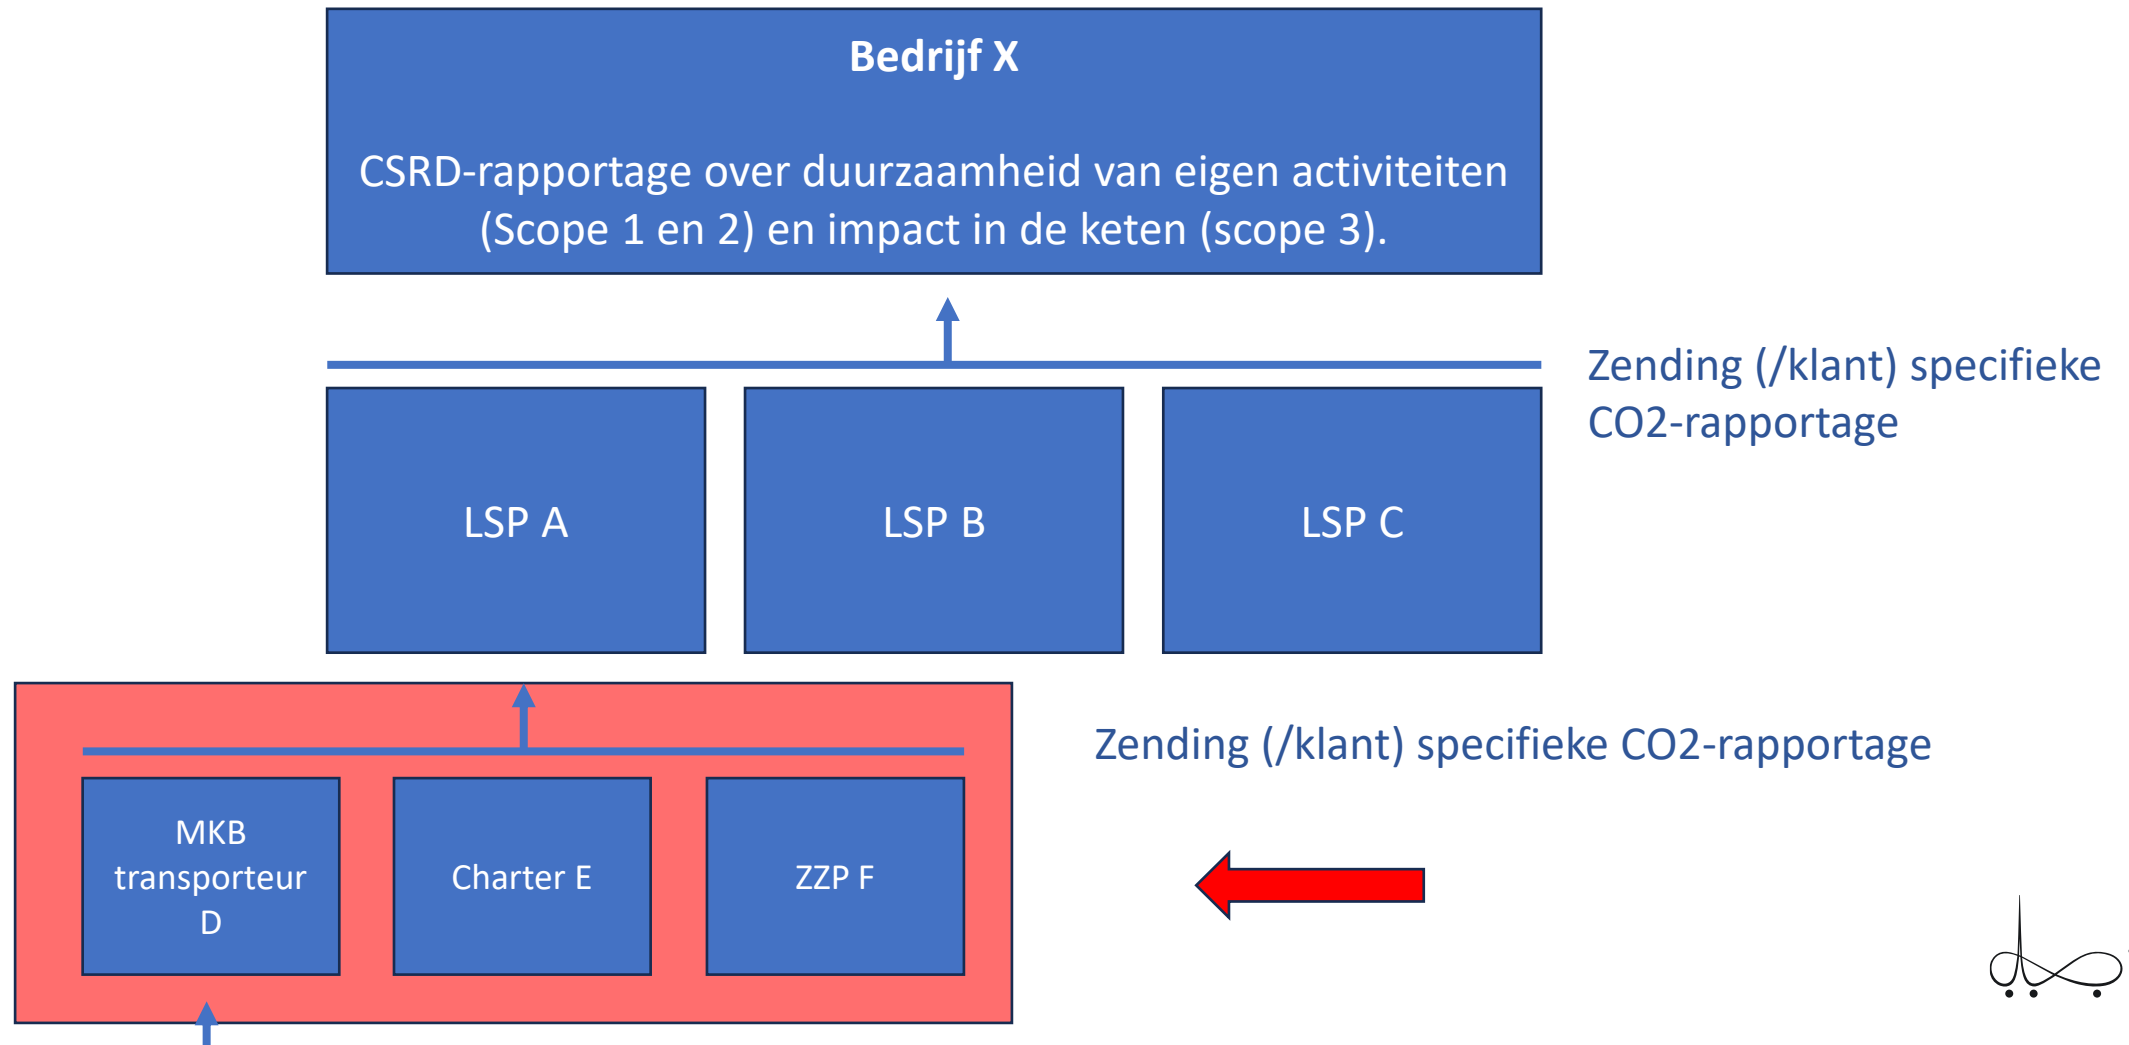 Bedrijf X
CSRD-rapportage over duurzaamheid van eigen activiteiten
(Scope 1 en 2) en impact in de keten (scope 3).
Zending (/klant) specifieke
CO2-rapportage
LSP A
LSP B
LSP C
Zending (/klant) specifieke CO2-rapportage
MKB
transporteur
D
Charter E
ZZP F